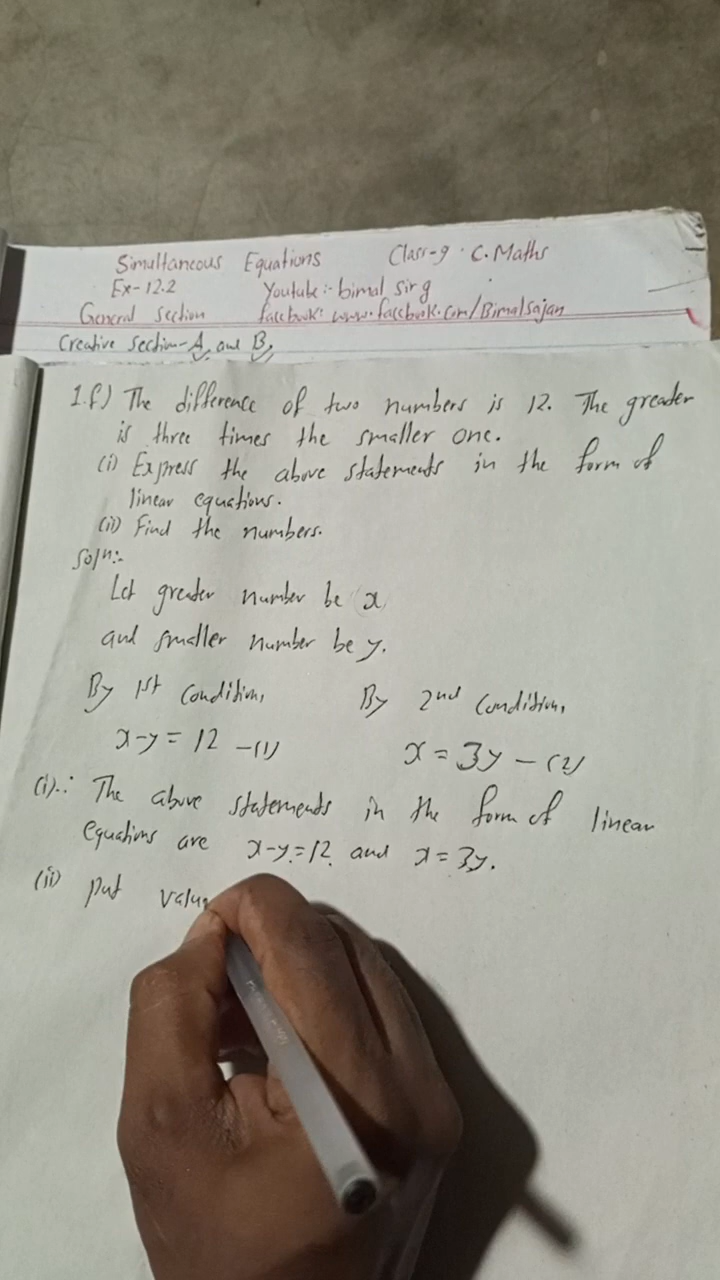 Simultaneous Equations Class-9 C.Maths
Ex-12.2 Youtube:- bimal sir g
General Section facebook: www.facebook.com/Bimalsajan
Creative Section-A and B,
1.f) The difference of two numbers is 12. The greater
is three times the smaller one.
(i) Express the above statements in the form of
linear equations.
(ii) Find the numbers.
Soln:-
Let greater number be x
and smaller number be y.
By 1st condition, By 2nd condition,
x-y = 12 -(1) x = 3y - (2)
(i) ∴ The above statements in the form of linear
equations are x-y=12 and x=3y.
(ii) put value